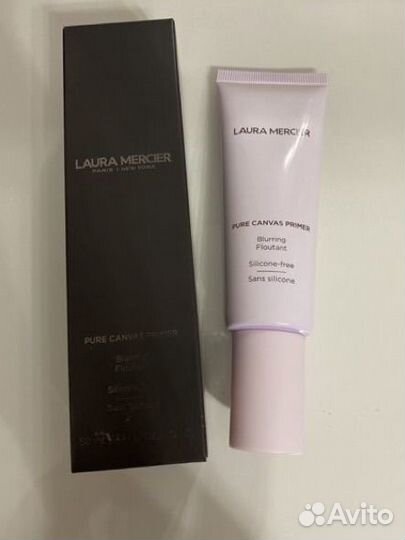 LAURA MERCIER
PARIS | NEW YORK
PURE CANVAS PRIMER
Blurring
LAURA MERCIER
PURE CANVAS PRIMER
Blurring
Floutant
Silicone-free
Sans silicone
Avito